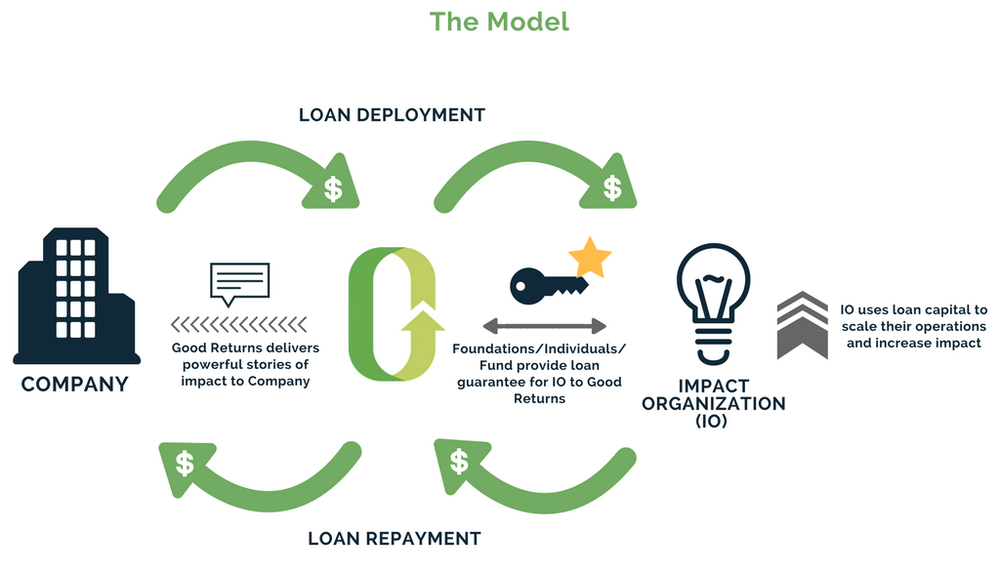 The Model
LOAN DEPLOYMENT
$
$
Good Returns delivers
powerful stories of
impact to Company
COMPANY
Foundations/Individuals/
Fund provide loan
guarantee for IO to Good
Returns
IMPACT
ORGANIZATION
(IO)
IO uses loan capital to
scale their operations
and increase impact
$
$
LOAN REPAYMENT